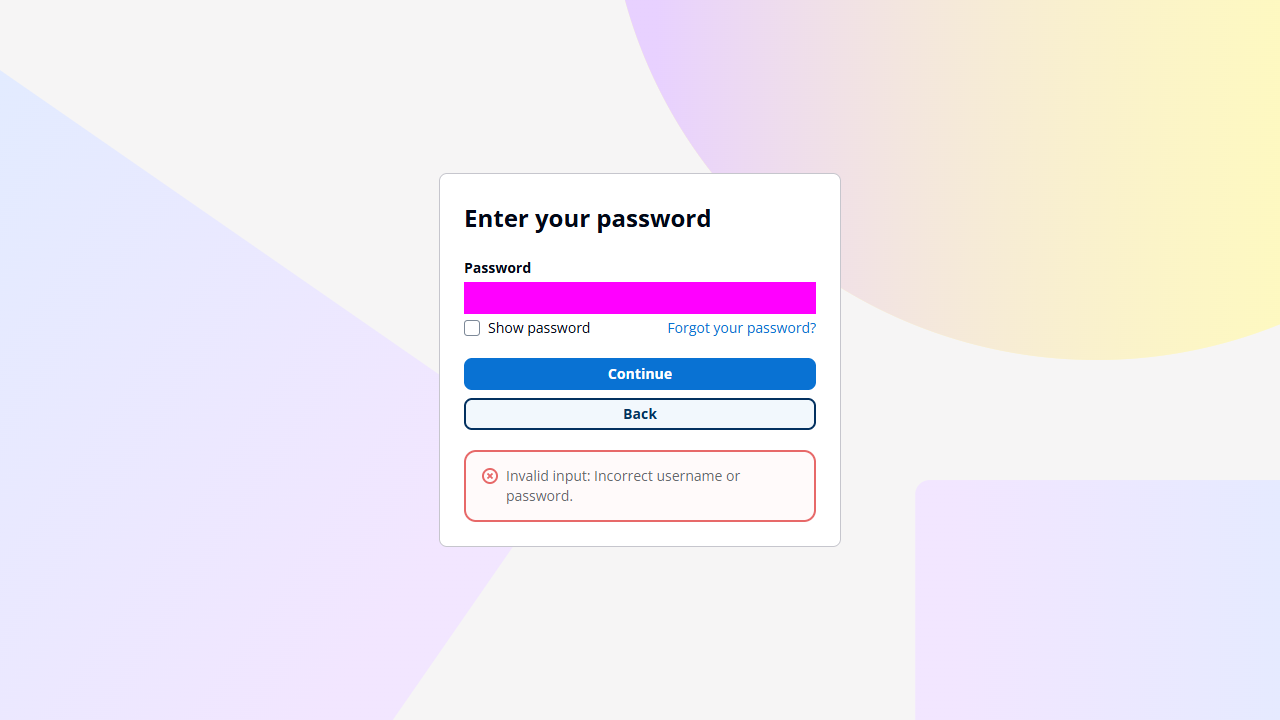 Enter your password
Password
Show password
Forgot your password?
Continue
Back
Invalid input: Incorrect username or
password.